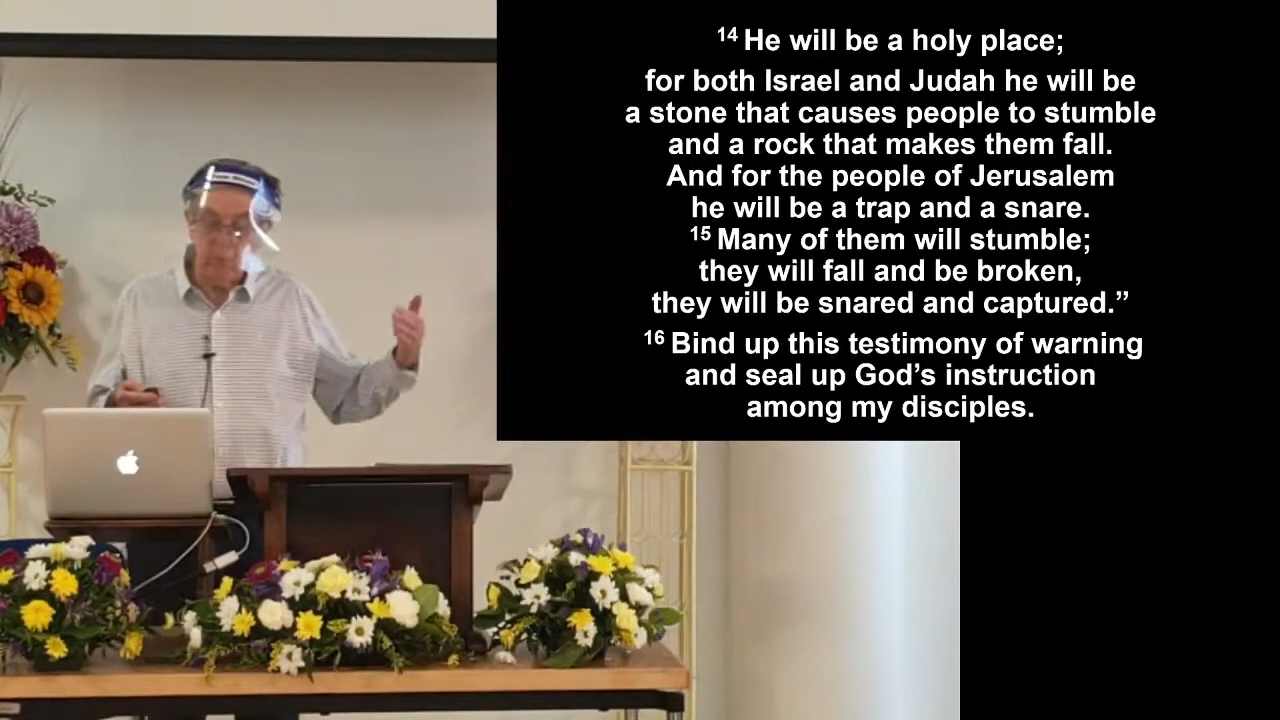 14 He will be a holy place;
for both Israel and Judah he will be
a stone that causes people to stumble
and a rock that makes them fall.
And for the people of Jerusalem
he will be a trap and a snare.
15 Many of them will stumble;
they will fall and be broken,
they will be snared and captured.”
16 Bind up this testimony of warning
and seal up God’s instruction
among my disciples.